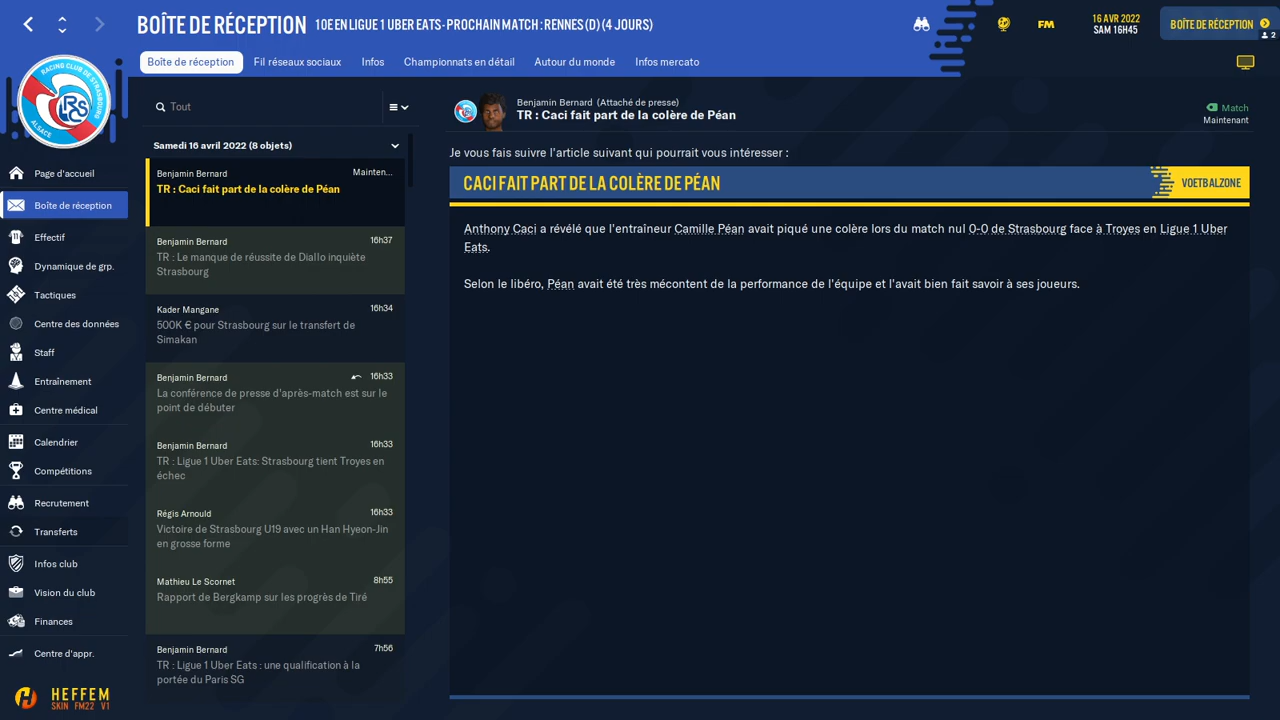 BOÎTE DE RÉCEPTION
10E EN LIGUE 1 UBER EATS - PROCHAIN MATCH : RENNES (D) (4 JOURS)
FM
16 AVR 2022
SAM 16H45
BOÎTE DE RÉCEPTION
2
Boîte de réception
Fil réseaux sociaux
Infos
Championnats en détail
Autour du monde
Infos mercato
RACING CLUB DE STRASBOURG
RCS
ALSACE
Page d'accueil
Boîte de réception
Effectif
Dynamique de grp.
Tactiques
Centre des données
Staff
Entraînement
Centre médical
Calendrier
Compétitions
Recrutement
Transferts
Infos club
Vision du club
Finances
Centre d'appr.
HEFFEM
SKIN FM22 V1
Tout
Samedi 16 avril 2022 (8 objets)
Benjamin Bernard
Mainten...
TR : Caci fait part de la colère de Péan
Benjamin Bernard
16h37
TR : Le manque de réussite de Diallo inquiète
Strasbourg
Kader Mangane
16h34
500K € pour Strasbourg sur le transfert de
Simakan
Benjamin Bernard
16h33
La conférence de presse d'après-match est sur le
point de débuter
Benjamin Bernard
16h33
TR : Ligue 1 Uber Eats: Strasbourg tient Troyes en
échec
Régis Arnould
16h33
Victoire de Strasbourg U19 avec un Han Hyeon-Jin
en grosse forme
Mathieu Le Scornet
8h55
Rapport de Bergkamp sur les progrès de Tiré
Benjamin Bernard
7h56
TR : Ligue 1 Uber Eats : une qualification à la
portée du Paris SG
Benjamin Bernard (Attaché de presse)
TR : Caci fait part de la colère de Péan
Match
Maintenant
Je vous fais suivre l'article suivant qui pourrait vous intéresser :
CACI FAIT PART DE LA COLÈRE DE PÉAN
VOETBALZONE
Anthony Caci a révélé que l'entraîneur Camille Péan avait piqué une colère lors du match nul 0-0 de Strasbourg face à Troyes en Ligue 1 Uber
Eats.
Selon le libéro, Péan avait été très mécontent de la performance de l'équipe et l'avait bien fait savoir à ses joueurs.